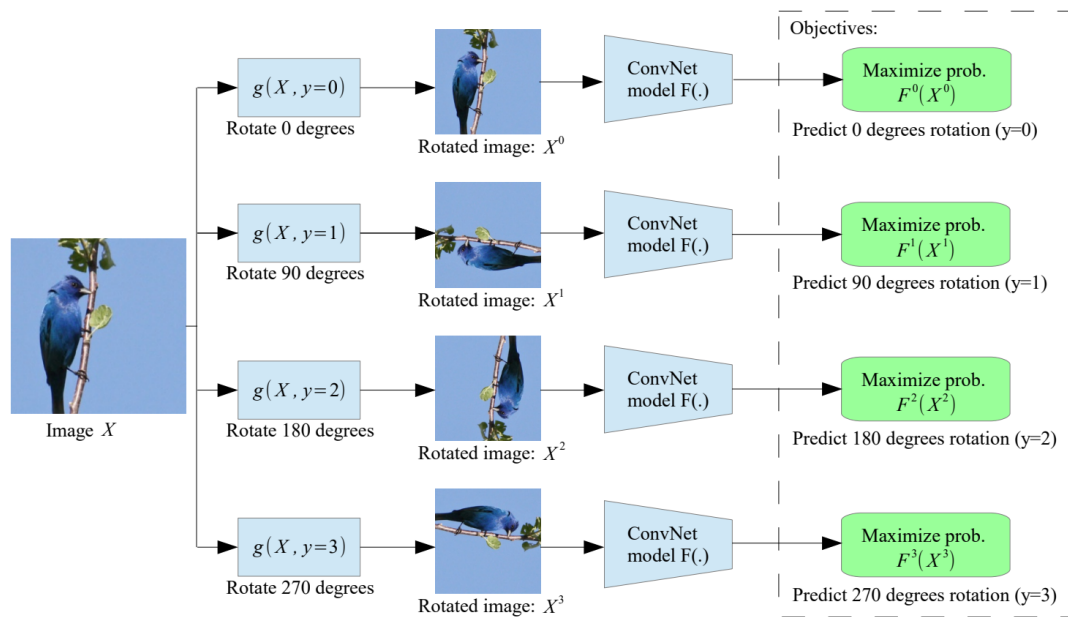 Objectives:
g(X, y=0)
Rotate 0 degrees
Rotated image: X⁰
ConvNet
model F(.)
Maximize prob.
F⁰(X⁰)
Predict 0 degrees rotation (y=0)
g(X, y=1)
Rotate 90 degrees
Rotated image: X¹
ConvNet
model F(.)
Maximize prob.
F¹(X¹)
Predict 90 degrees rotation (y=1)
Image X
g(X, y=2)
Rotate 180 degrees
Rotated image: X²
ConvNet
model F(.)
Maximize prob.
F²(X²)
Predict 180 degrees rotation (y=2)
g(X, y=3)
Rotate 270 degrees
Rotated image: X³
ConvNet
model F(.)
Maximize prob.
F³(X³)
Predict 270 degrees rotation (y=3)